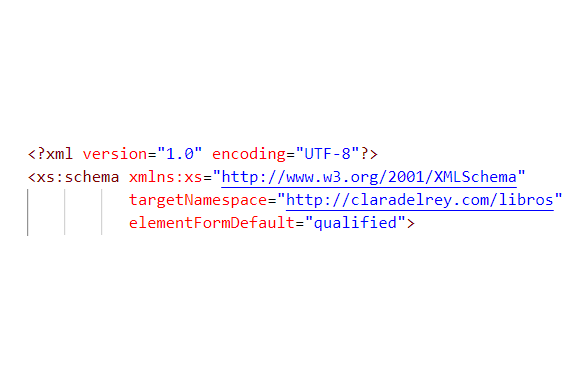 <?xml version="1.0" encoding="UTF-8"?>
<xs:schema xmlns:xs="http://www.w3.org/2001/XMLSchema"
targetNamespace="http://claradelrey.com/libros"
elementFormDefault="qualified">